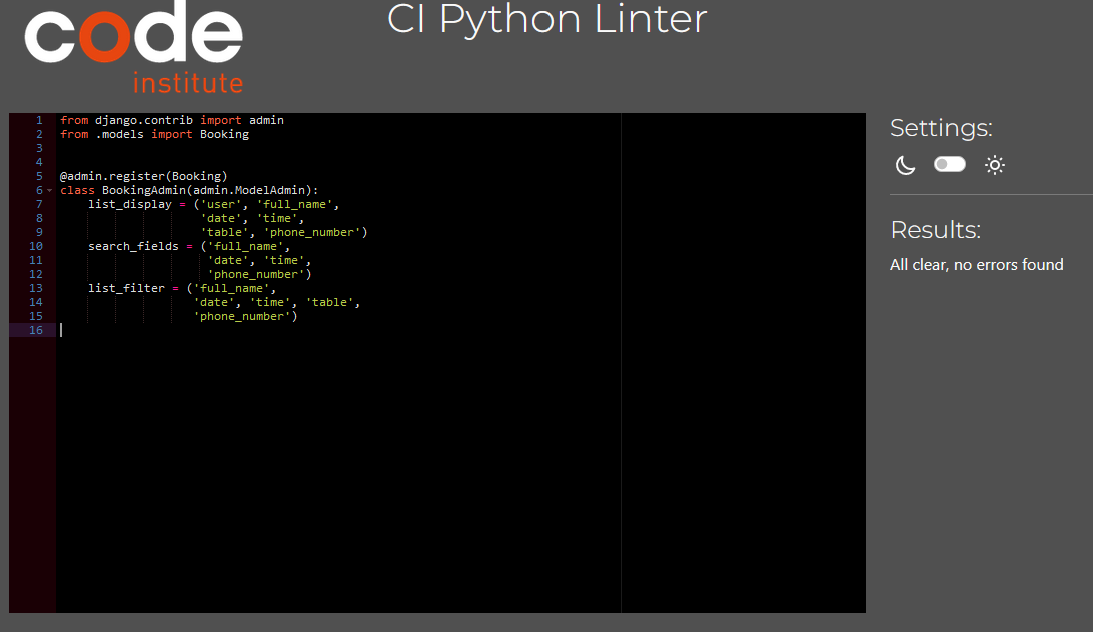 code
institute
CI Python Linter
1 from django.contrib import admin
2 from .models import Booking
3
4
5 @admin.register(Booking)
6 class BookingAdmin(admin.ModelAdmin):
7     list_display = ('user', 'full_name',
8                     'date', 'time',
9                     'table', 'phone_number')
10     search_fields = ('full_name',
11                      'date', 'time',
12                      'phone_number')
13     list_filter = ('full_name',
14                    'date', 'time', 'table',
15                    'phone_number')
16
Settings:
Results:
All clear, no errors found